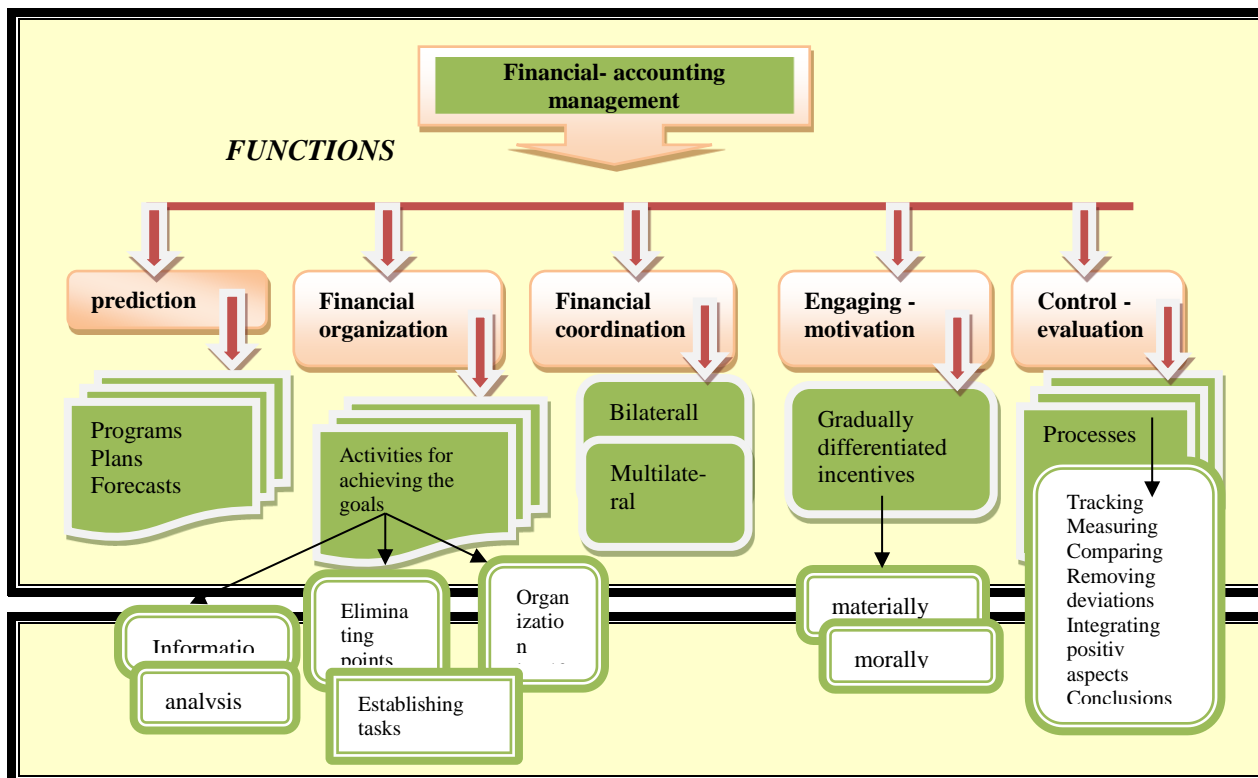 Financial- accounting
management
FUNCTIONS
prediction
Financial
organization
Financial
coordination
Engaging -
motivation
Control -
evaluation
Programs
Plans
Forecasts
Activities for
achieving the
goals
Bilaterall
Multilate-
ral
Gradually
differentiated
incentives
Processes
Tracking
Measuring
Comparing
Removing
deviations
Integrating
positiv
aspects
Conclusions
Informatio
analysis
Elimina
ting
points
Establishing
tasks
Organ
izatio
n
materially
morally